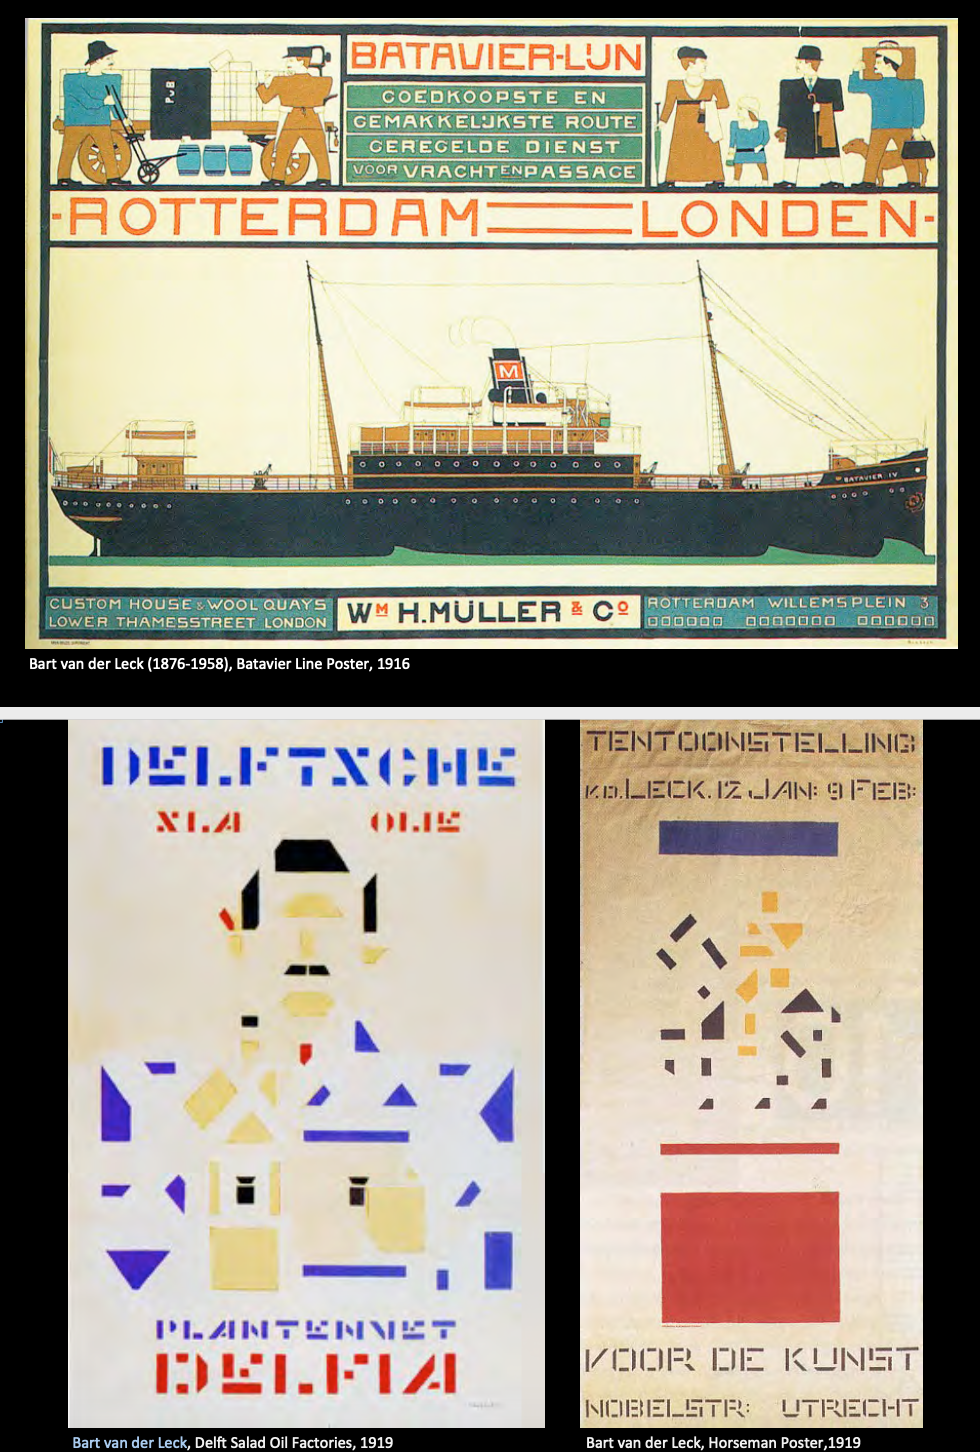 BATAVIER-LIJN
GOEDKOOPSTE EN
GEMAKKELIJKSTE ROUTE
GEREGELDE DIENST
VOOR VRACHT EN PASSAGE
PvB
·ROTTERDAM LONDEN·
M
BATAVIER IV
CUSTOM HOUSE & WOOL QUAYS
LOWER THAMESSTREET LONDON
WM H.MÜLLER & CO
ROTTERDAM WILLEMSPLEIN 3
Bart van der Leck (1876-1958), Batavier Line Poster, 1916
DELFTSCHE
SLA OLIE
PLANTENVET
DELFIA
Bart van der Leck, Delft Salad Oil Factories, 1919
TENTOONSTELLING
V.D.LECK. 12 JAN: 9 FEB:
VOOR DE KUNST
NOBELSTR: UTRECHT
Bart van der Leck, Horseman Poster,1919